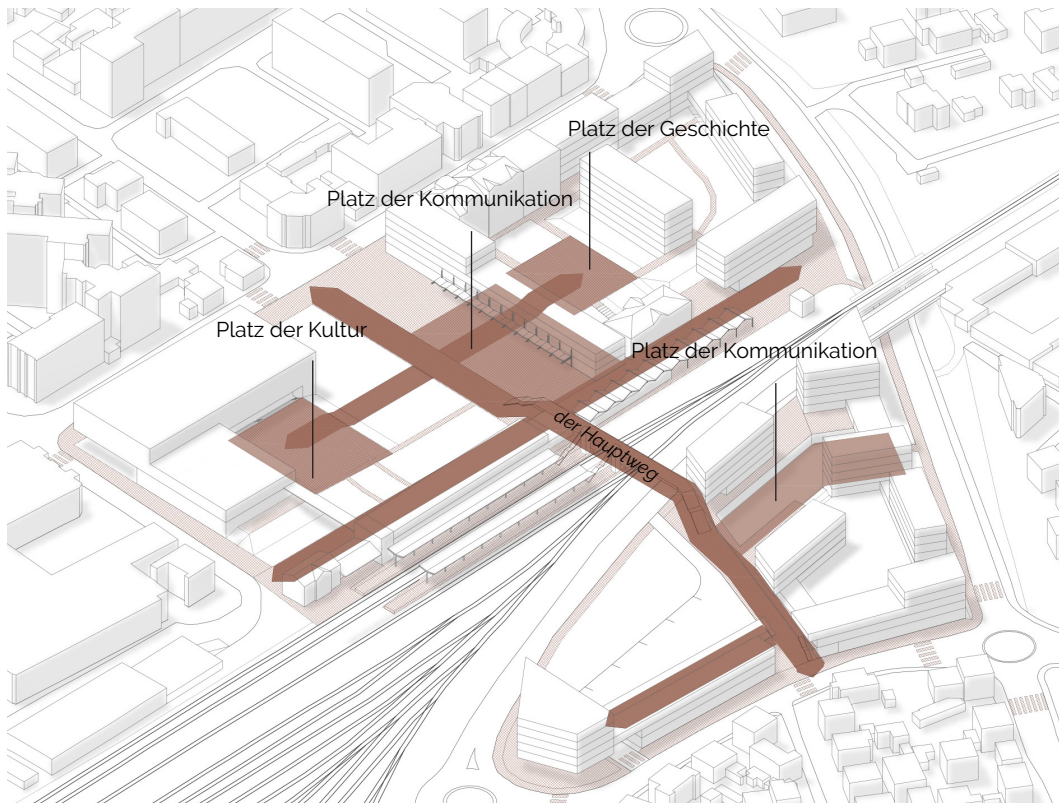 Platz der Geschichte
Platz der Kommunikation
Platz der Kultur
Platz der Kommunikation
der Hauptweg